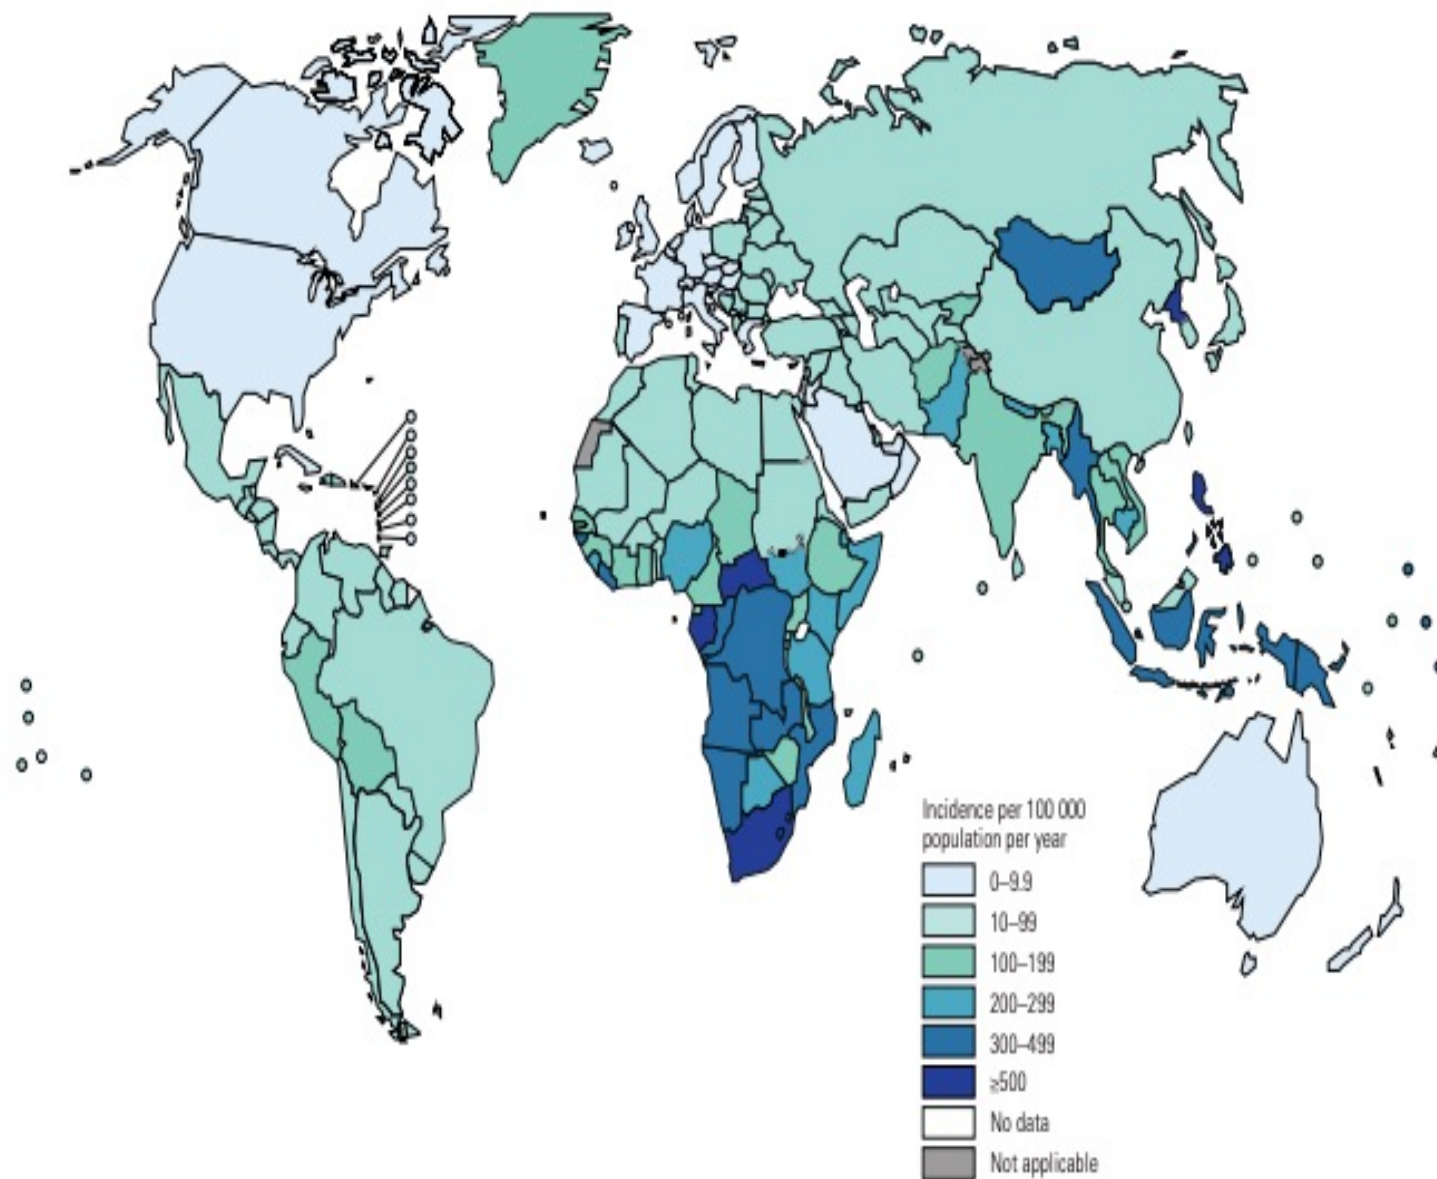 Incidence per 100 000
population per year
0–9.9
10–99
100–199
200–299
300–499
≥500
No data
Not applicable